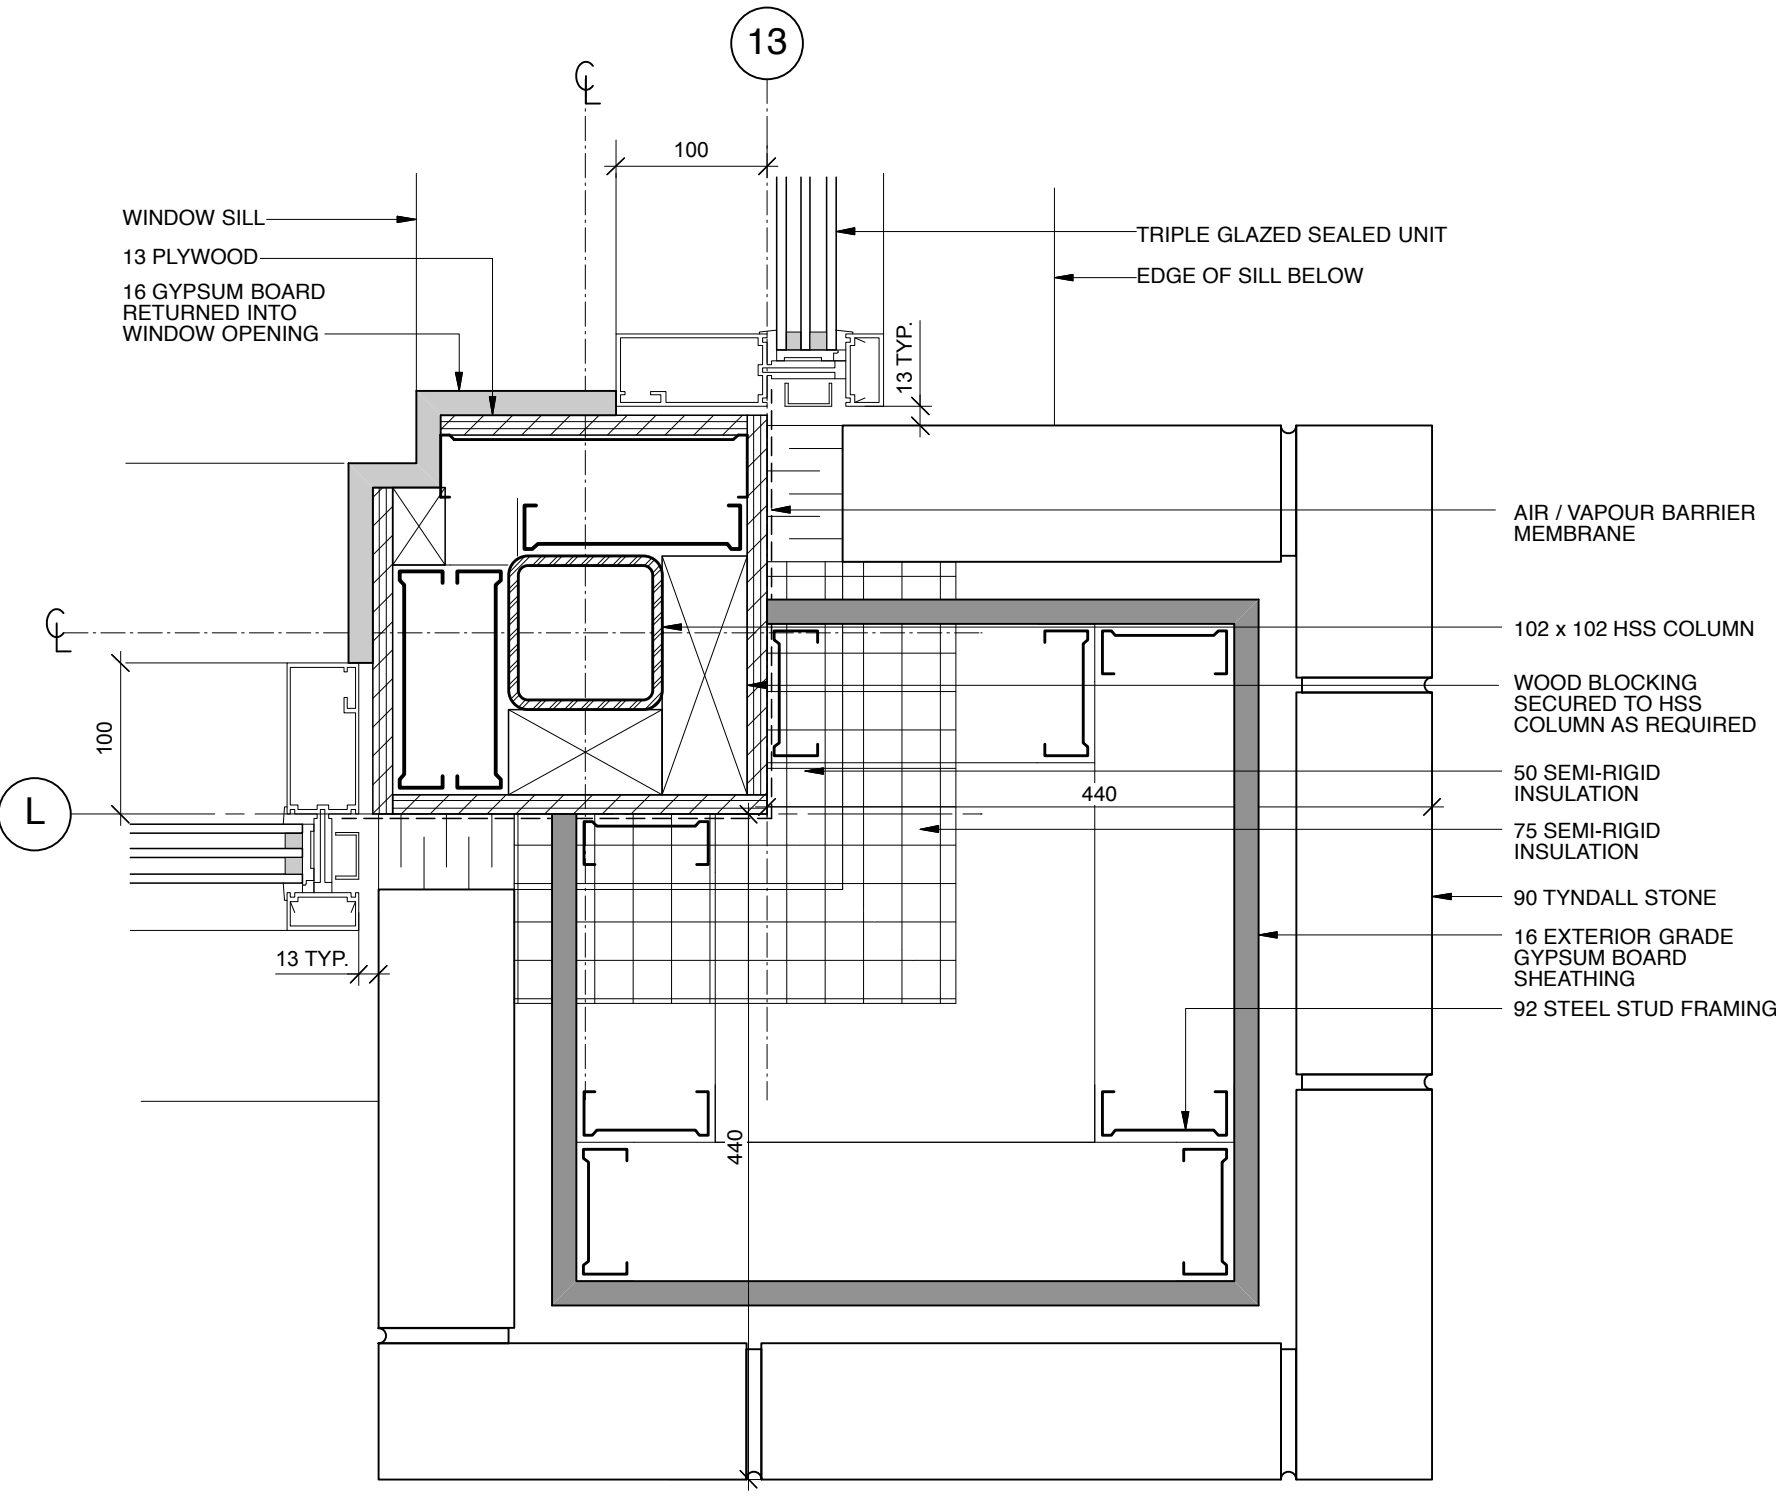 13
C L
100
WINDOW SILL
13 PLYWOOD
16 GYPSUM BOARD
RETURNED INTO
WINDOW OPENING
TRIPLE GLAZED SEALED UNIT
EDGE OF SILL BELOW
13 TYP.
AIR / VAPOUR BARRIER
MEMBRANE
C L
102 x 102 HSS COLUMN
WOOD BLOCKING
SECURED TO HSS
COLUMN AS REQUIRED
100
50 SEMI-RIGID
INSULATION
440
L
75 SEMI-RIGID
INSULATION
90 TYNDALL STONE
16 EXTERIOR GRADE
GYPSUM BOARD
SHEATHING
13 TYP.
92 STEEL STUD FRAMING
440